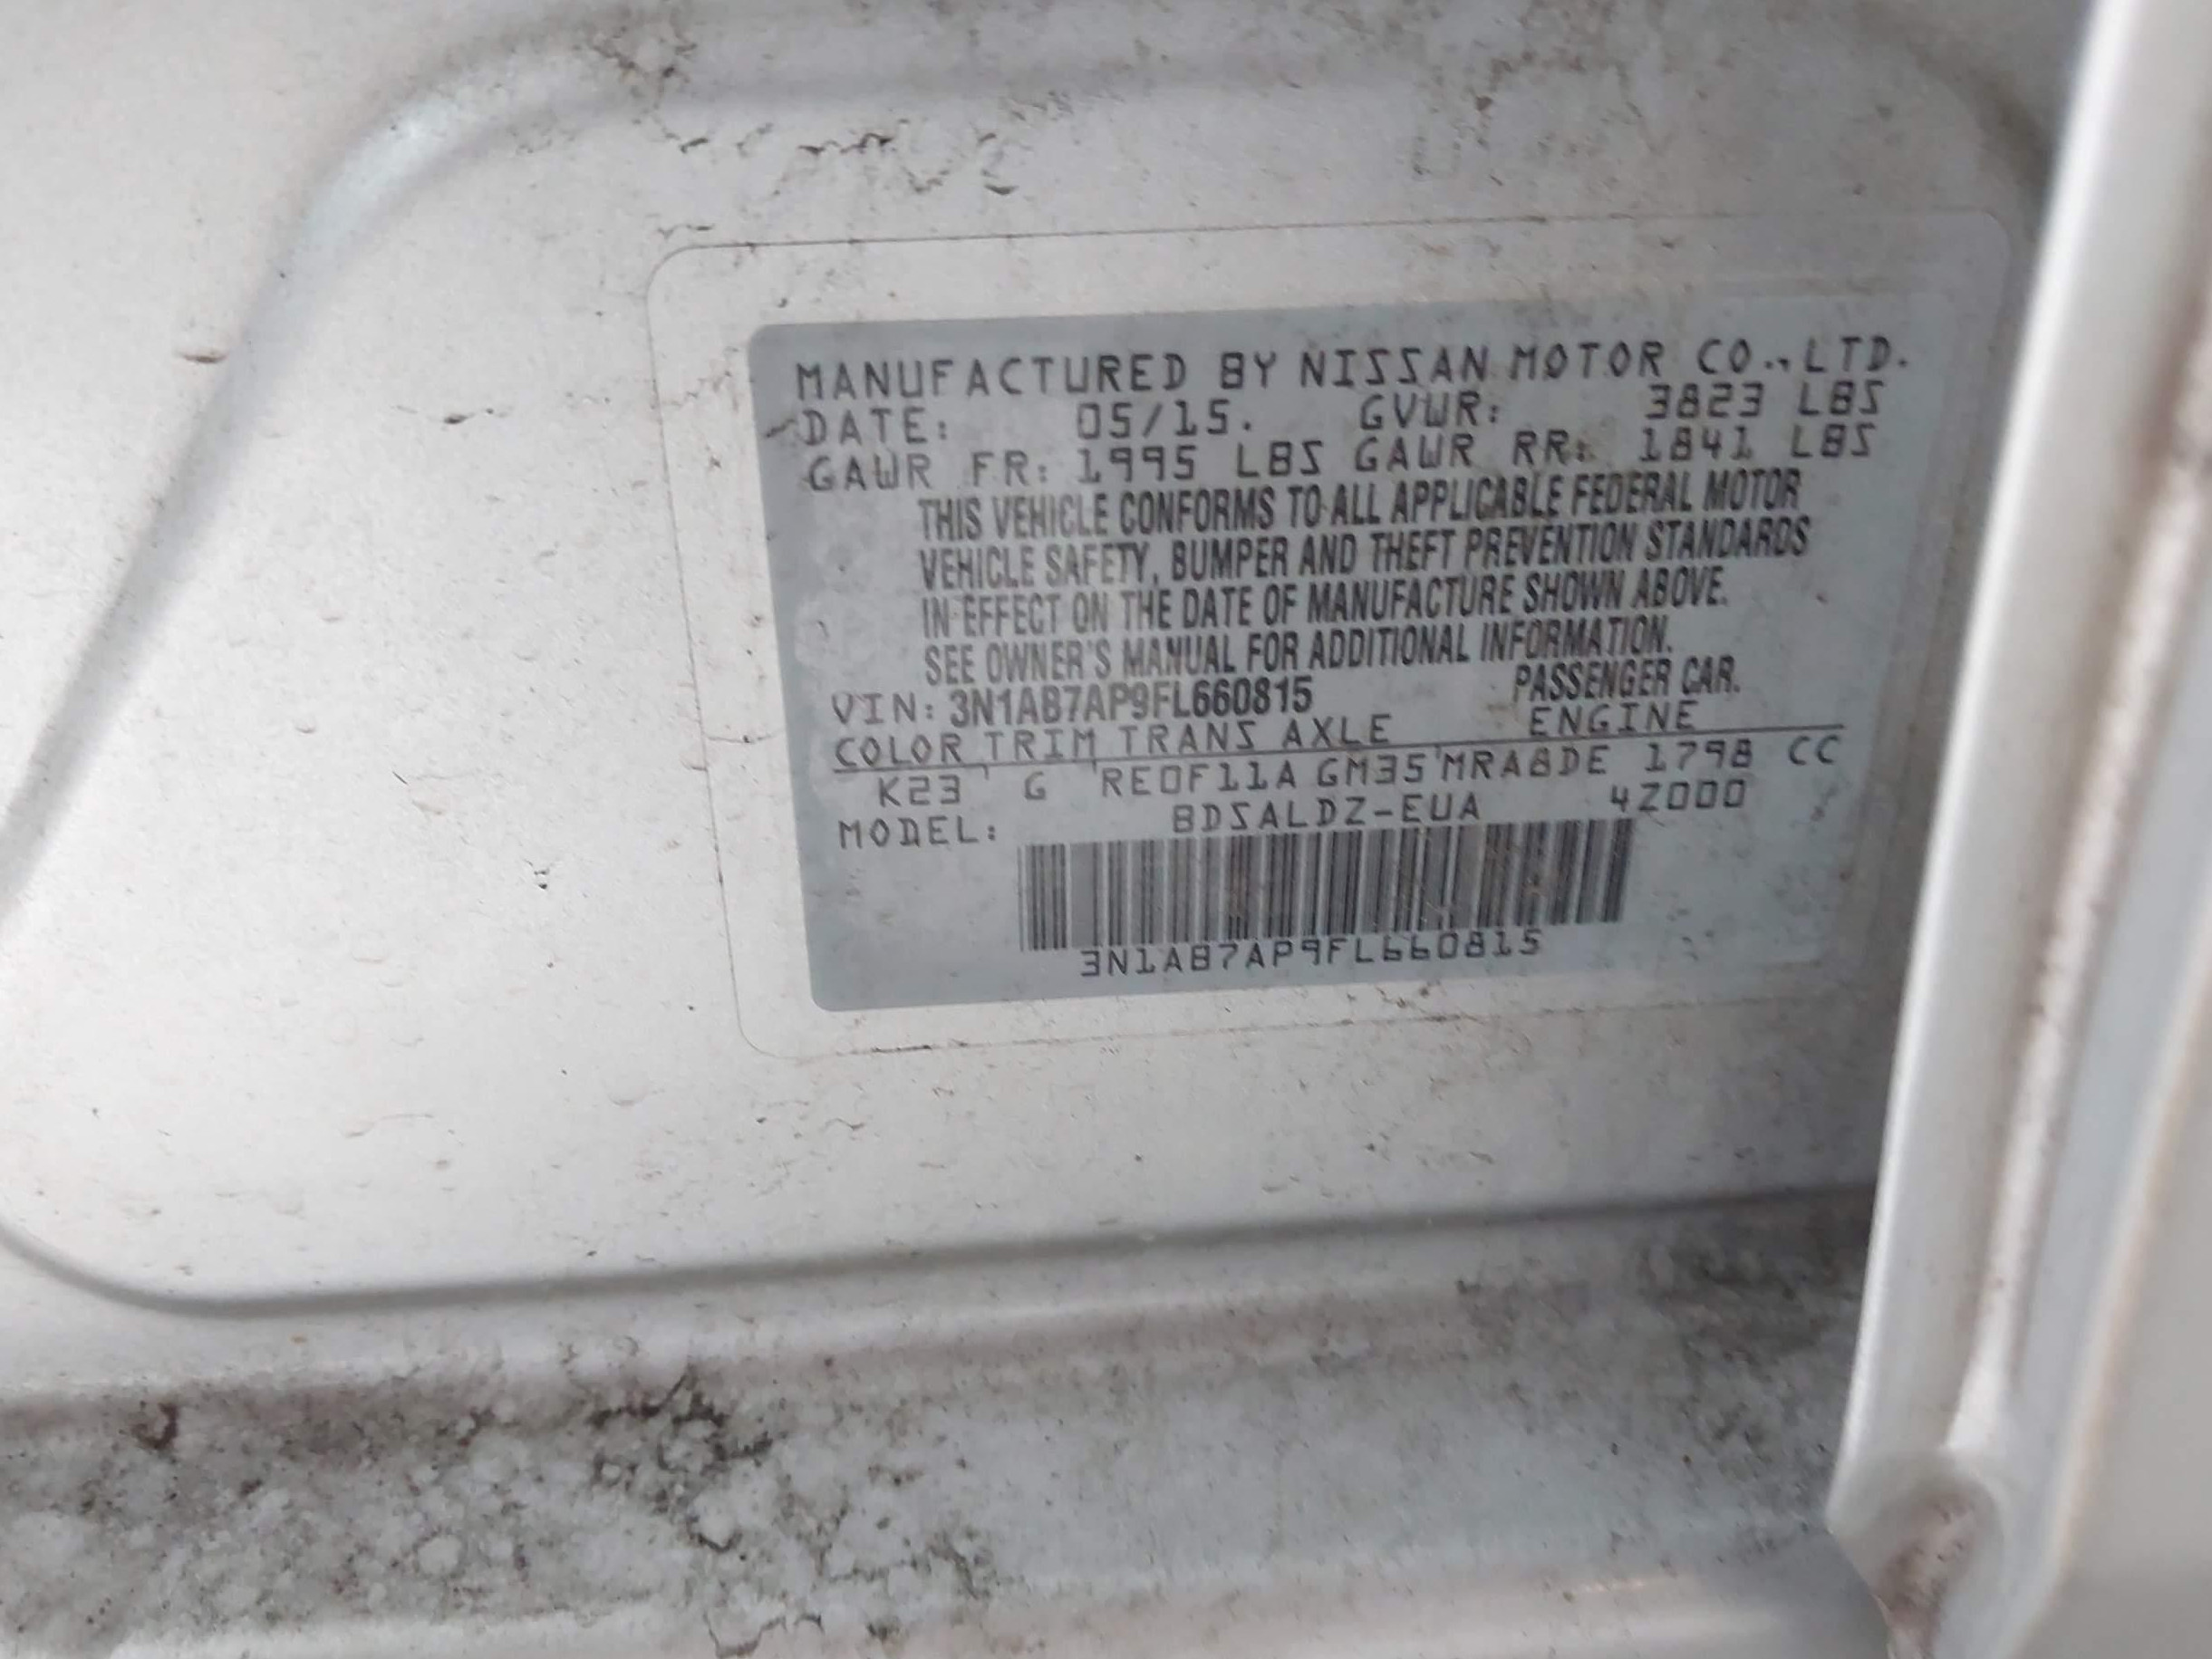 MANUFACTURED BY NISSAN MOTOR CO., LTD.
DATE: 05/15. GVWR: 3823 LBS
GAWR FR: 1995 LBS GAWR RR: 1841 LBS
THIS VEHICLE CONFORMS TO ALL APPLICABLE FEDERAL MOTOR
VEHICLE SAFETY, BUMPER AND THEFT PREVENTION STANDARDS
IN EFFECT ON THE DATE OF MANUFACTURE SHOWN ABOVE.
SEE OWNER'S MANUAL FOR ADDITIONAL INFORMATION.
VIN: 3N1AB7AP9FL660815 PASSENGER CAR.
COLOR TRIM TRANS AXLE ENGINE
K23 G RE0F11A GM35 MRA8DE 1798 CC
MODEL: BDSALDZ-EUA 4Z000
3N1AB7AP9FL660815